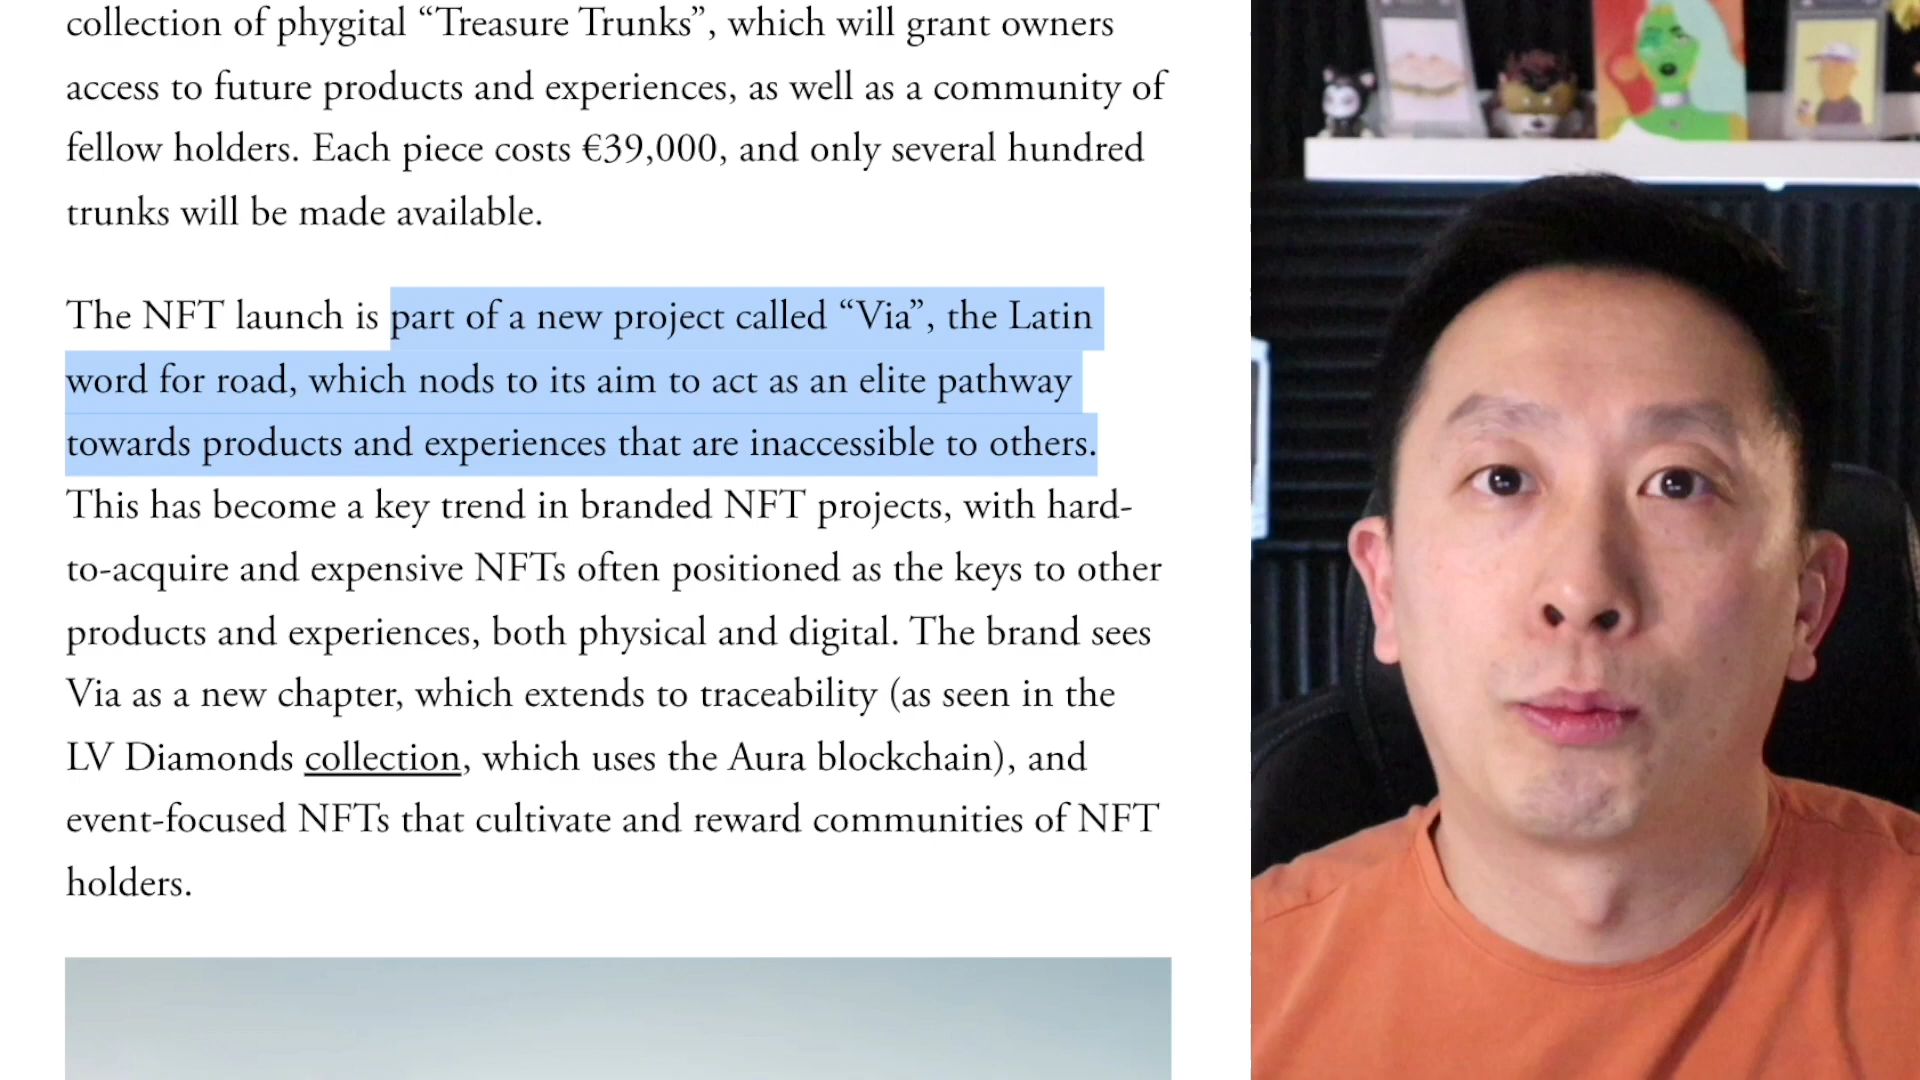 collection of phygital “Treasure Trunks”, which will grant owners
access to future products and experiences, as well as a community of
fellow holders. Each piece costs €39,000, and only several hundred
trunks will be made available.
The NFT launch is part of a new project called “Via”, the Latin
word for road, which nods to its aim to act as an elite pathway
towards products and experiences that are inaccessible to others.
This has become a key trend in branded NFT projects, with hard-
to-acquire and expensive NFTs often positioned as the keys to other
products and experiences, both physical and digital. The brand sees
Via as a new chapter, which extends to traceability (as seen in the
LV Diamonds collection, which uses the Aura blockchain), and
event-focused NFTs that cultivate and reward communities of NFT
holders.